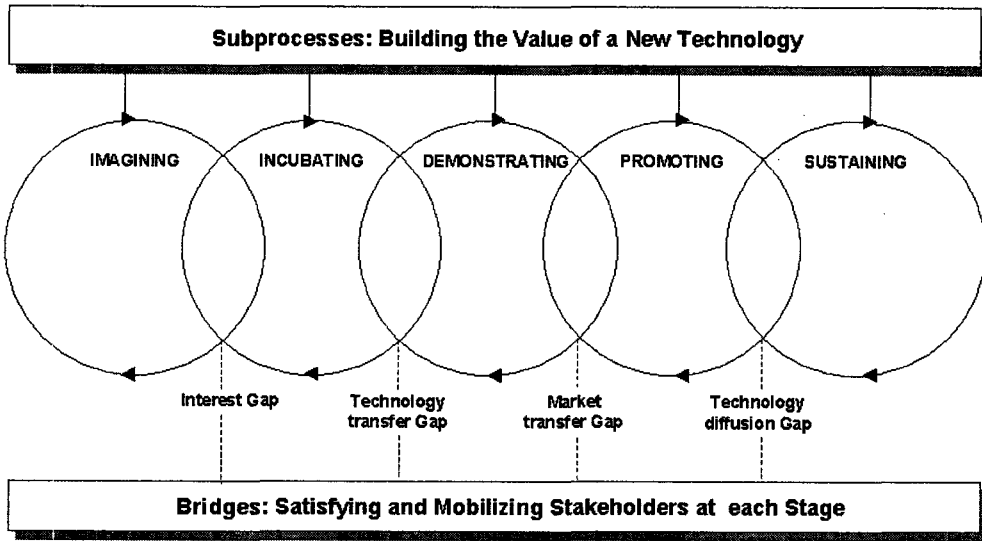 Subprocesses: Building the Value of a New Technology
IMAGINING
INCUBATING
DEMONSTRATING
PROMOTING
SUSTAINING
Interest Gap
Technology
transfer Gap
Market
transfer Gap
Technology
diffusion Gap
Bridges: Satisfying and Mobilizing Stakeholders at each Stage